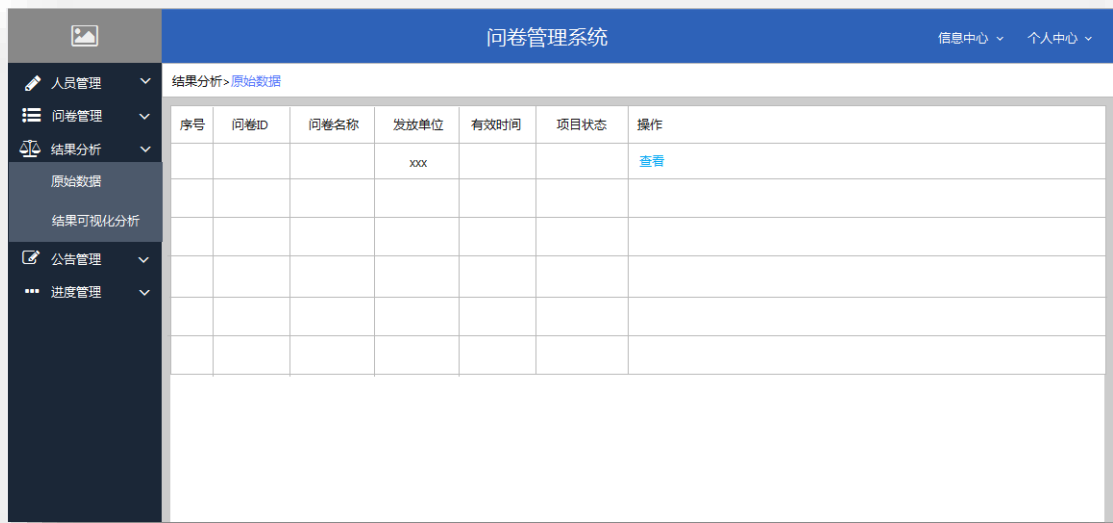 问卷管理系统
信息中心 个人中心
人员管理
问卷管理
结果分析
原始数据
结果可视化分析
公告管理
进度管理
结果分析>原始数据
序号 问卷ID 问卷名称 发放单位 有效时间 项目状态 操作
xxx 查看